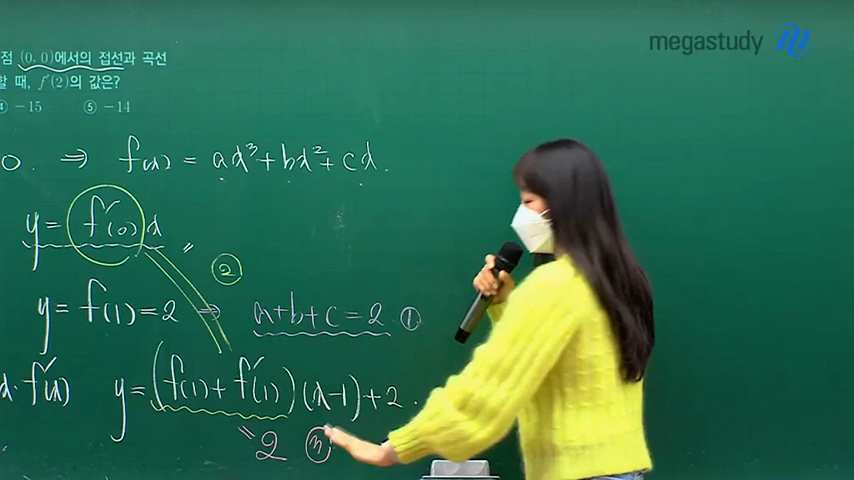 megastudy
점 (0, 0)에서의 접선과 곡선
할 때, f'(2)의 값은?
④ -15 ⑤ -14
0. ⇒ f(x) = ax³+bx²+cx.
y= f'(0)x
②
y= f(1)=2 ⇒ a+b+c=2 ①
x·f'(x) y=(f(1)+f'(1))(x-1)+2.
=2 ③